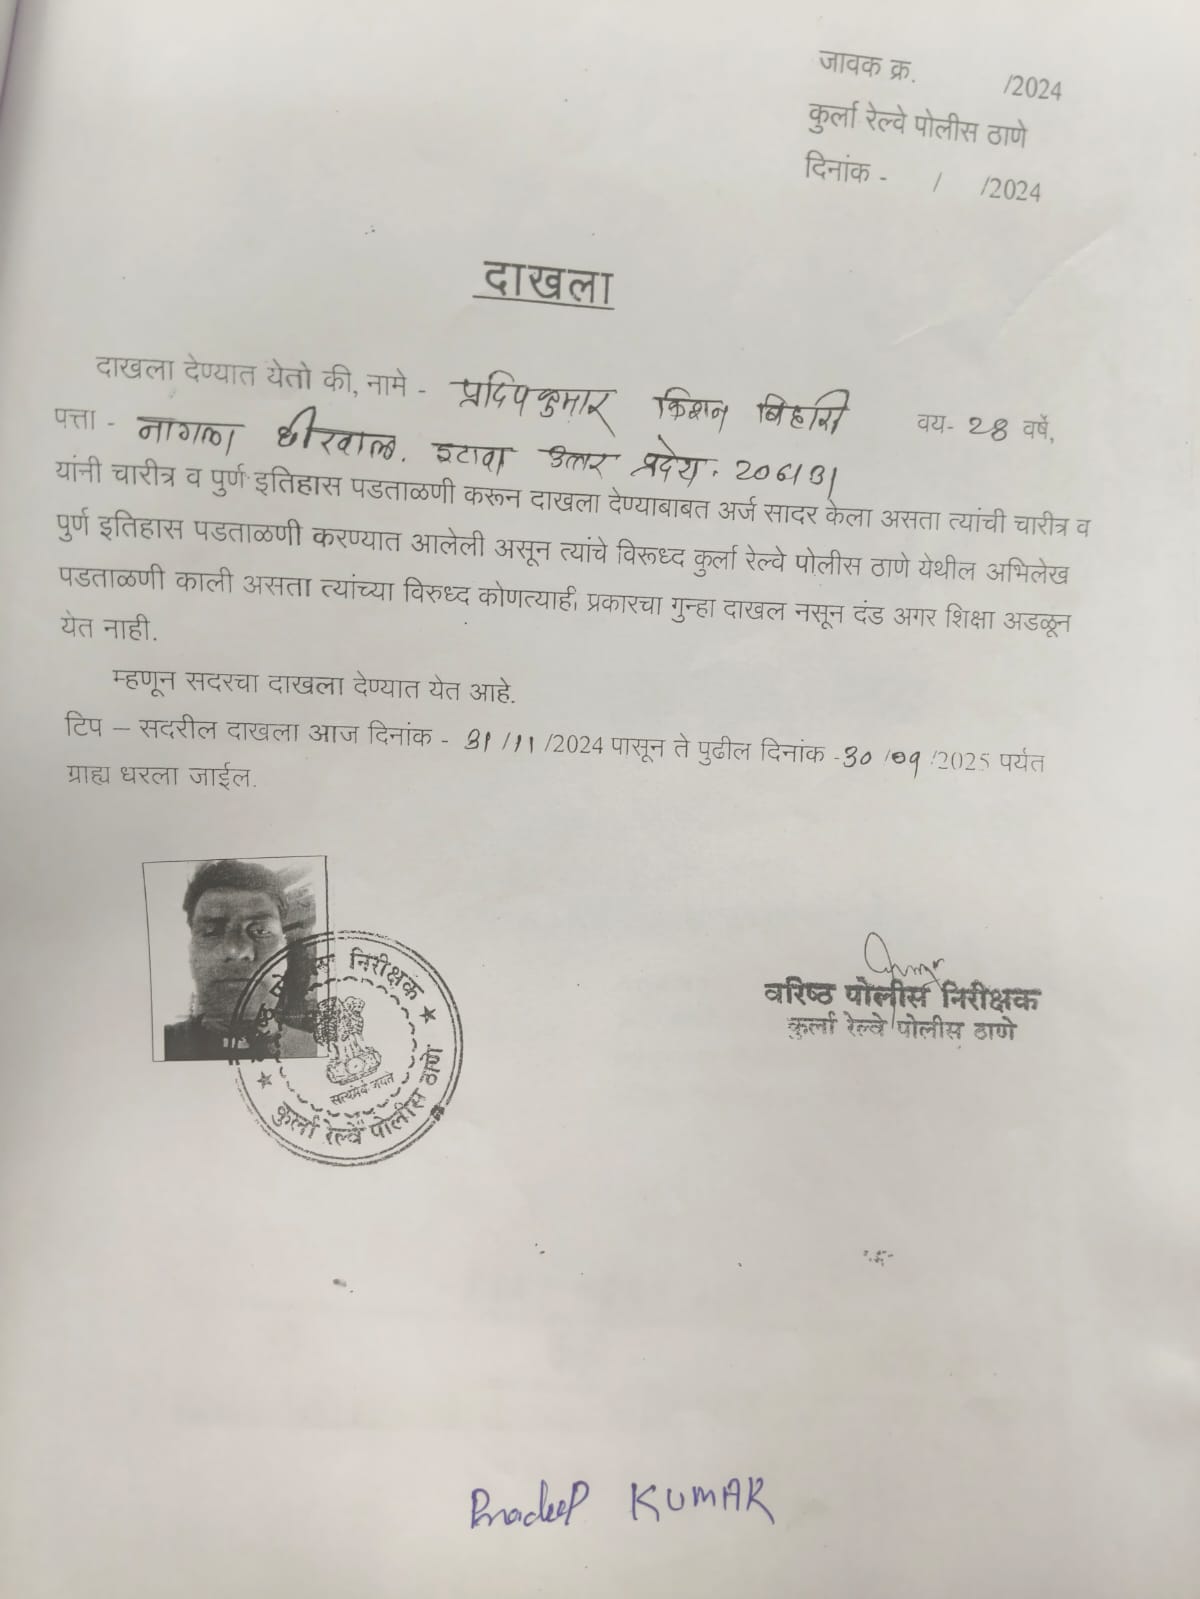 जावक क्र. /2024
कुर्ला रेल्वे पोलीस ठाणे
दिनांक - / /2024
दाखला
दाखला देण्यात येतो की, नामे - प्रदिपकुमार किशन बिहारी वय- 28 वर्षे,
पत्ता - नागला इटावा उत्तर प्रदेश. 206131
यांनी चारीत्र व पुर्ण इतिहास पडताळणी करून दाखला देण्याबाबत अर्ज सादर केला असता त्यांची चारीत्र व
पुर्ण इतिहास पडताळणी करण्यात आलेली असून त्यांचे विरूध्द कुर्ला रेल्वे पोलीस ठाणे येथील अभिलेख
पडताळणी काली असता त्यांच्या विरुध्द कोणत्याही प्रकारचा गुन्हा दाखल नसून दंड अगर शिक्षा अडळून
येत नाही.
म्हणून सदरचा दाखला देण्यात येत आहे.
टिप – सदरील दाखला आज दिनांक - 31/11/2024 पासून ते पुढील दिनांक -30/09/2025 पर्यत
ग्राह्य धरला जाईल.
पोलीस निरीक्षक
सत्यमेव जयते
कुर्ला रेल्वे पोलीस ठाणे
वरिष्ठ पोलीस निरीक्षक
कुर्ला रेल्वे पोलीस ठाणे
Pradeep KUMAR